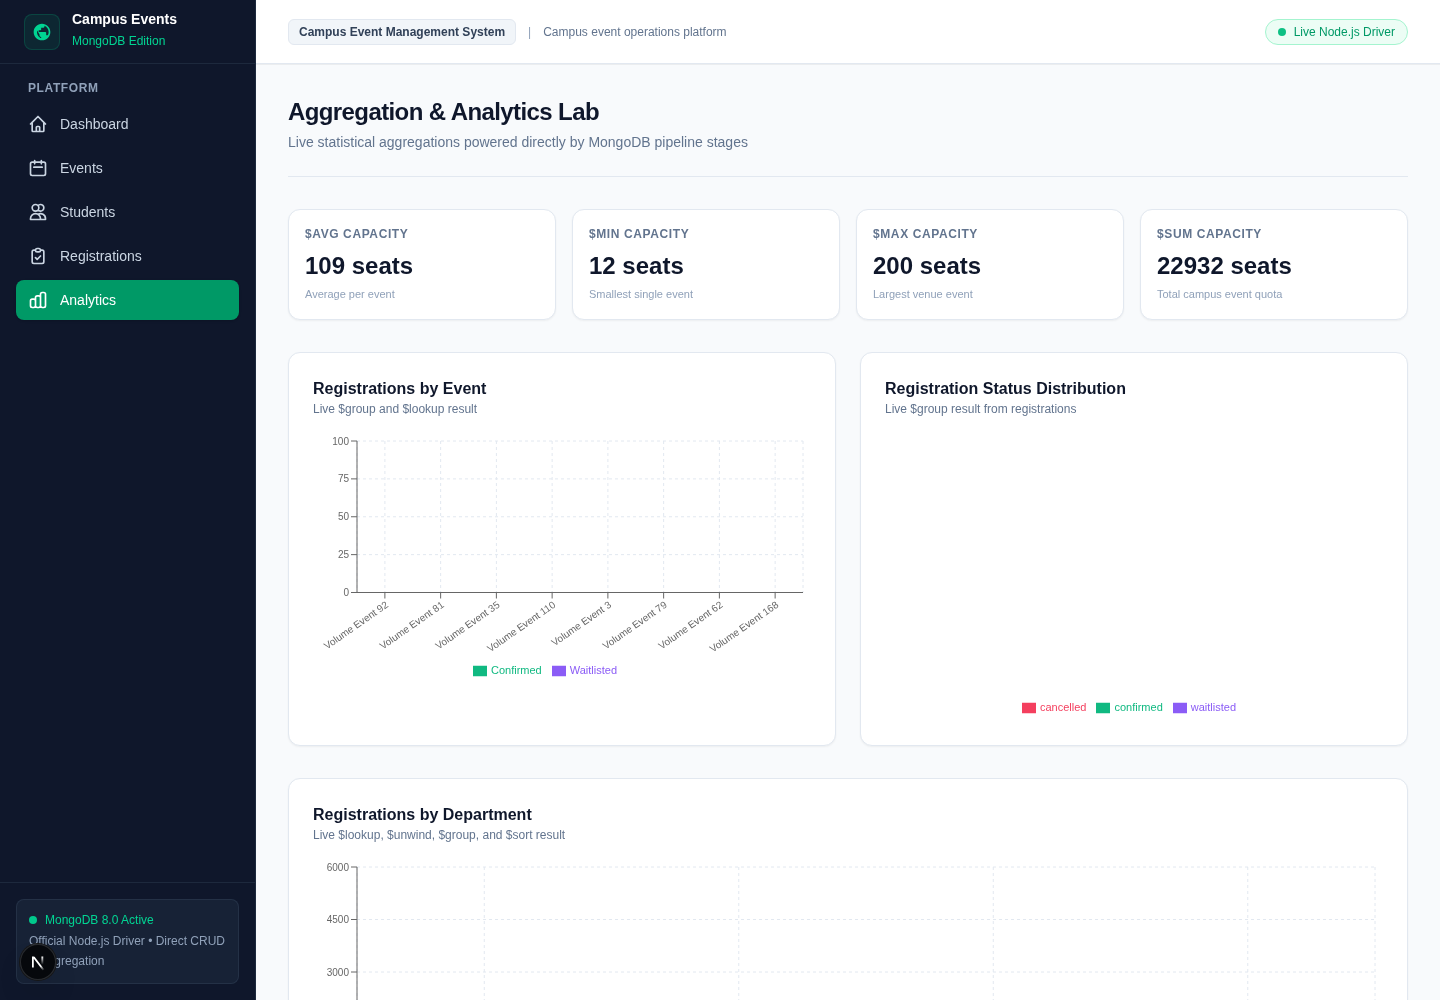 Campus Events
MongoDB Edition
PLATFORM
Dashboard
Events
Students
Registrations
Analytics
MongoDB 8.0 Active
Official Node.js Driver • Direct CRUD
gregation
N
Campus Event Management System | Campus event operations platform
Live Node.js Driver
Aggregation & Analytics Lab
Live statistical aggregations powered directly by MongoDB pipeline stages
$AVG CAPACITY
109 seats
Average per event
$MIN CAPACITY
12 seats
Smallest single event
$MAX CAPACITY
200 seats
Largest venue event
$SUM CAPACITY
22932 seats
Total campus event quota
Registrations by Event
Live $group and $lookup result
100
75
50
25
0
Volume Event 92
Volume Event 81
Volume Event 35
Volume Event 110
Volume Event 3
Volume Event 79
Volume Event 62
Volume Event 168
Confirmed Waitlisted
Registration Status Distribution
Live $group result from registrations
cancelled confirmed waitlisted
Registrations by Department
Live $lookup, $unwind, $group, and $sort result
6000
4500
3000